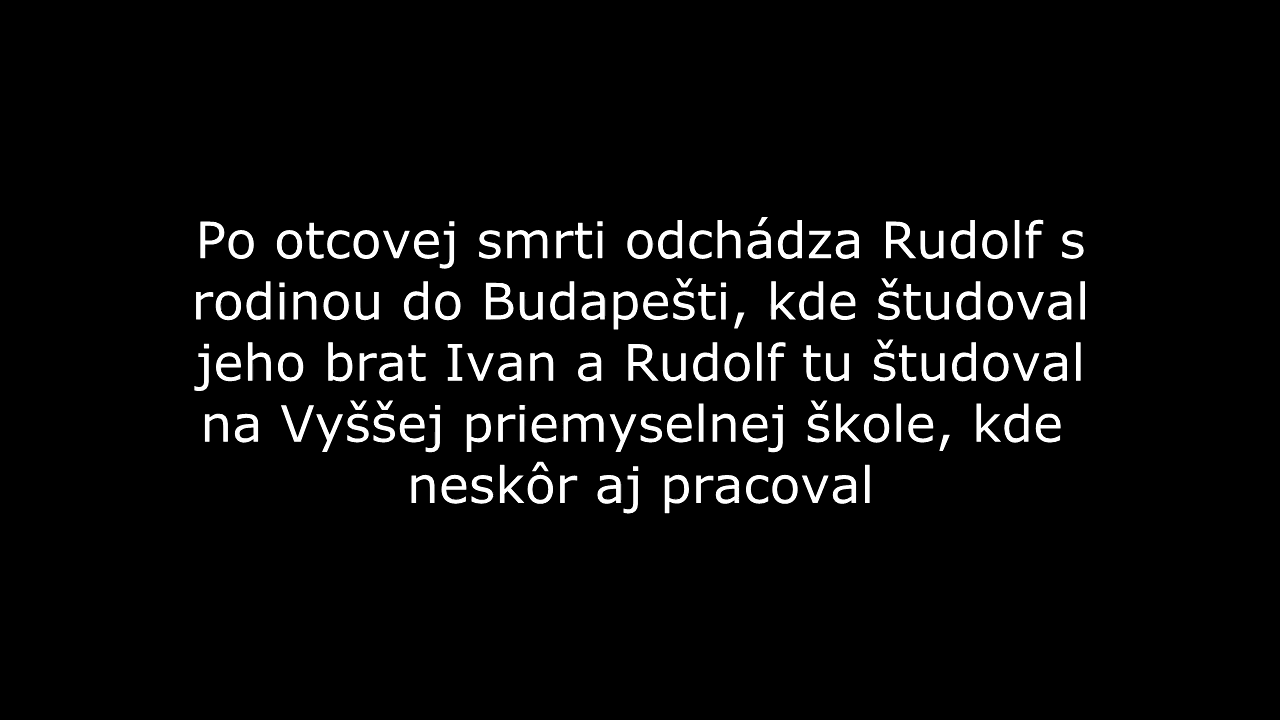 Po otcovej smrti odchádza Rudolf s
rodinou do Budapešti, kde študoval
jeho brat Ivan a Rudolf tu študoval
na Vyššej priemyselnej škole, kde
neskôr aj pracoval